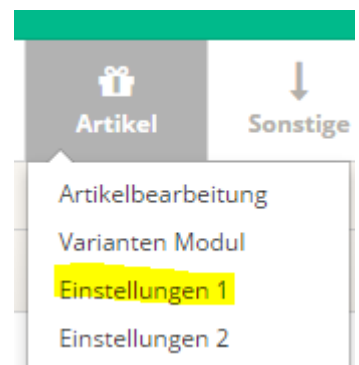 Artikel
Sonstige
Artikelbearbeitung
Varianten Modul
Einstellungen 1
Einstellungen 2